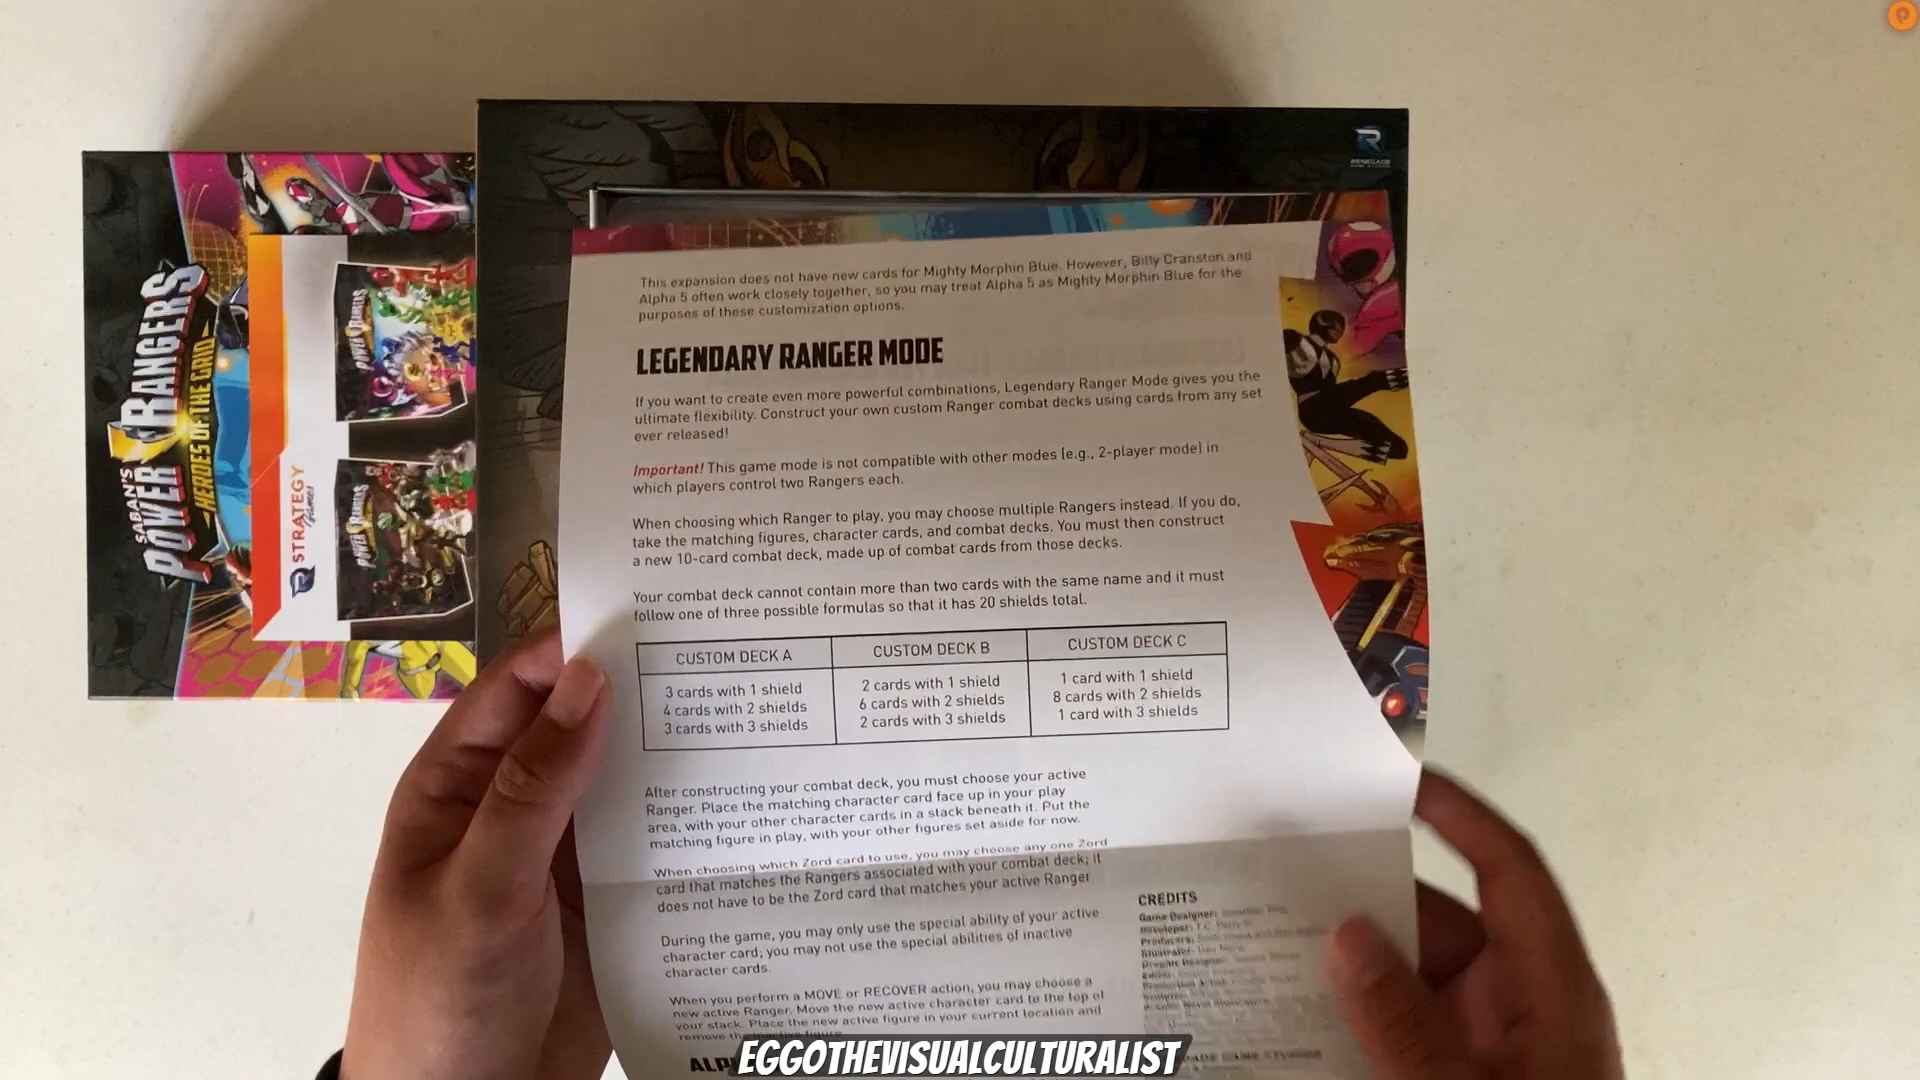 RENEGADE
SABAN'S
POWER RANGERS
HEROES OF THE GRID
STRATEGY
Games
POWER RANGERS
POWER RANGERS
This expansion does not have new cards for Mighty Morphin Blue. However, Billy Cranston and
Alpha 5 often work closely together, so you may treat Alpha 5 as Mighty Morphin Blue for the
purposes of these customization options.
LEGENDARY RANGER MODE
If you want to create even more powerful combinations, Legendary Ranger Mode gives you the
ultimate flexibility. Construct your own custom Ranger combat decks using cards from any set
ever released!
Important! This game mode is not compatible with other modes (e.g., 2-player mode) in
which players control two Rangers each.
When choosing which Ranger to play, you may choose multiple Rangers instead. If you do,
take the matching figures, character cards, and combat decks. You must then construct
a new 10-card combat deck, made up of combat cards from those decks.
Your combat deck cannot contain more than two cards with the same name and it must
follow one of three possible formulas so that it has 20 shields total.
CUSTOM DECK A CUSTOM DECK B CUSTOM DECK C
3 cards with 1 shield 2 cards with 1 shield 1 card with 1 shield
4 cards with 2 shields 6 cards with 2 shields 8 cards with 2 shields
3 cards with 3 shields 2 cards with 3 shields 1 card with 3 shields
After constructing your combat deck, you must choose your active
Ranger. Place the matching character card face up in your play
area, with your other character cards in a stack beneath it. Put the
matching figure in play, with your other figures set aside for now.
When choosing which Zord card to use, you may choose any one Zord
card that matches the Rangers associated with your combat deck; it
does not have to be the Zord card that matches your active Ranger
During the game, you may only use the special ability of your active
character card; you may not use the special abilities of inactive
character cards.
When you perform a MOVE or RECOVER action, you may choose a
new active Ranger. Move the new active character card to the top of
your stack. Place the new active figure in your current location and
remove the inactive figure.
CREDITS
Game Designer:
Developer:
Producers:
Illustrator:
Graphic Designer:
EGGOTHEVISUALCULTURALIST